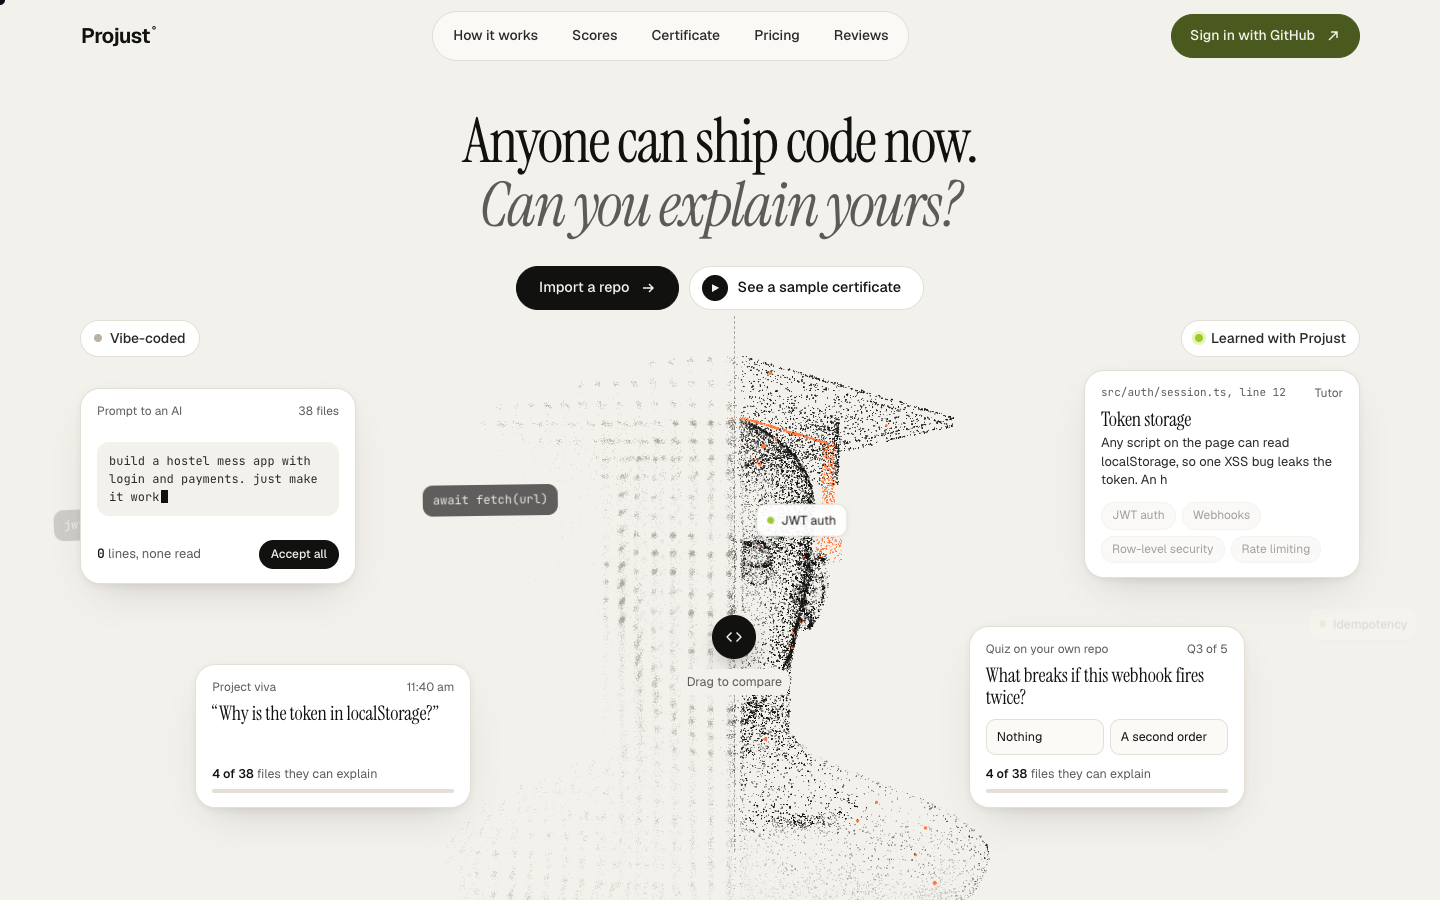 Projust°
How it works
Scores
Certificate
Pricing
Reviews
Sign in with GitHub
Anyone can ship code now.
Can you explain yours?
Import a repo
See a sample certificate
Vibe-coded
Learned with Projust
Prompt to an AI
38 files
build a hostel mess app with
login and payments. just make
it work
0 lines, none read
Accept all
jw
await fetch(url)
JWT auth
src/auth/session.ts, line 12
Tutor
Token storage
Any script on the page can read
localStorage, so one XSS bug leaks the
token. An h
JWT auth
Webhooks
Row-level security
Rate limiting
Idempotency
Drag to compare
Project viva
11:40 am
“Why is the token in localStorage?”
4 of 38 files they can explain
Quiz on your own repo
Q3 of 5
What breaks if this webhook fires
twice?
Nothing
A second order
4 of 38 files they can explain